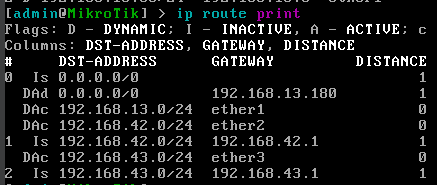 [admin@MikroTik] > ip route print
Flags: D - DYNAMIC; I - INACTIVE, A - ACTIVE; c
Columns: DST-ADDRESS, GATEWAY, DISTANCE
#     DST-ADDRESS      GATEWAY         DISTANCE
0  Is 0.0.0.0/0                               1
  DAd 0.0.0.0/0        192.168.13.180         1
  DAc 192.168.13.0/24  ether1                 0
  DAc 192.168.42.0/24  ether2                 0
1  Is 192.168.42.0/24  192.168.42.1           1
  DAc 192.168.43.0/24  ether3                 0
2  Is 192.168.43.0/24  192.168.43.1           1